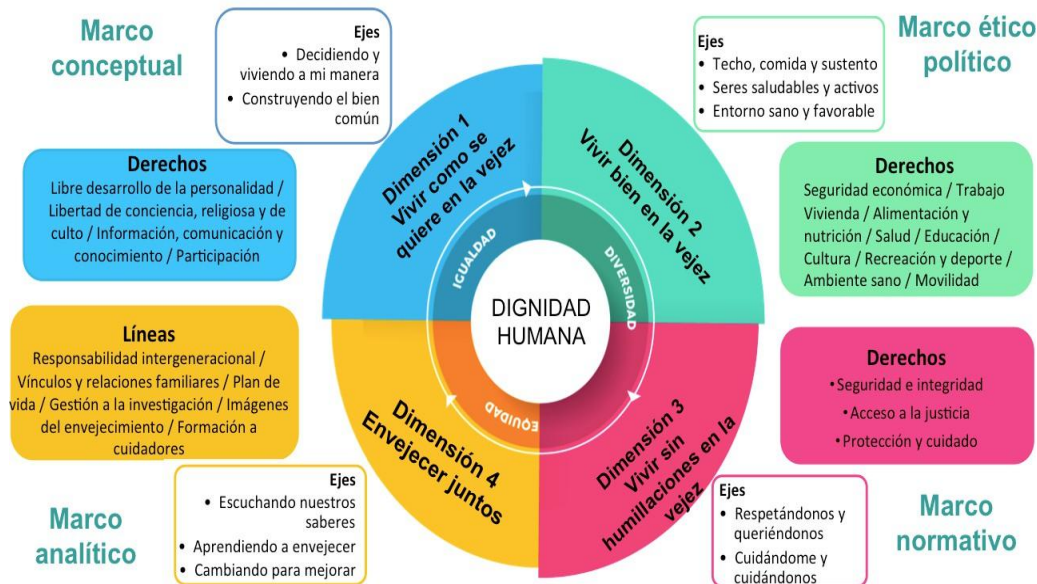 Marco
conceptual
Ejes
• Decidiendo y
viviendo a mi manera
• Construyendo el bien
común
Ejes
• Techo, comida y sustento
• Seres saludables y activos
• Entorno sano y favorable
Marco ético
político
Derechos
Libre desarrollo de la personalidad /
Libertad de conciencia, religiosa y de
culto / Información, comunicación y
conocimiento / Participación
Dimensión 1
Vivir como se
quiere en la vejez
Dimensión 2
Vivir bien en la vejez
Derechos
Seguridad económica / Trabajo
Vivienda / Alimentación y
nutrición / Salud / Educación /
Cultura / Recreación y deporte /
Ambiente sano / Movilidad
IGUALDAD
DIVERSIDAD
DIGNIDAD
HUMANA
EQUIDAD
Líneas
Responsabilidad intergeneracional /
Vínculos y relaciones familiares / Plan de
vida / Gestión a la investigación / Imágenes
del envejecimiento / Formación a
cuidadores
Dimensión 4
Envejecer juntos
Dimensión 3
Vivir sin
humillaciones en la
vejez
Derechos
•Seguridad e integridad
•Acceso a la justicia
•Protección y cuidado
Marco
analítico
Ejes
• Escuchando nuestros
saberes
• Aprendiendo a envejecer
• Cambiando para mejorar
Ejes
• Respetándonos y
queriéndonos
• Cuidándome y
cuidándonos
Marco
normativo